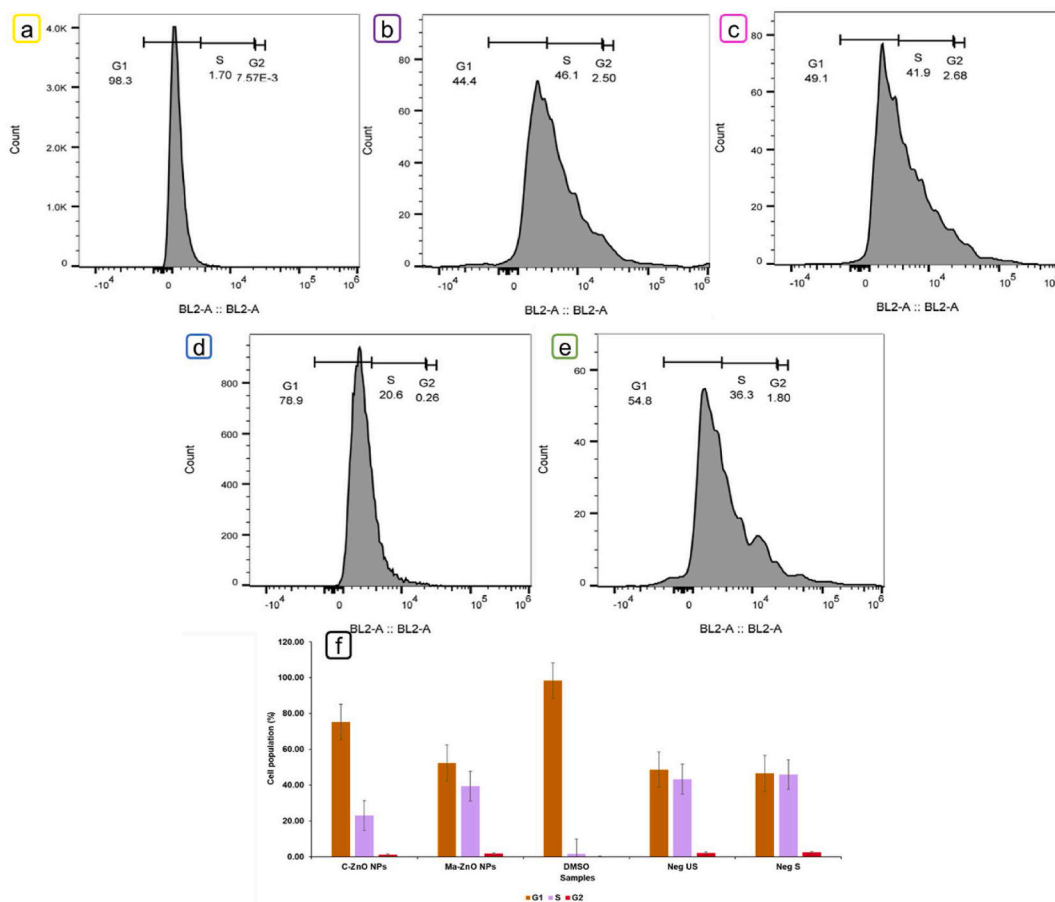 a
4.0K
3.0K
2.0K
1.0K
0
Count
G1
98.3
S
1.70
G2
7.57E-3
-10⁴ 0 10⁴ 10⁵ 10⁶
BL2-A :: BL2-A
b
80
60
40
20
0
Count
G1
44.4
S
46.1
G2
2.50
-10⁴ 0 10⁴ 10⁵ 10⁶
BL2-A :: BL2-A
c
80
60
40
20
0
Count
G1
49.1
S
41.9
G2
2.68
-10⁴ 0 10⁴ 10⁵ 10⁶
BL2-A :: BL2-A
d
800
600
400
200
0
Count
G1
78.9
S
20.6
G2
0.26
-10⁴ 0 10⁴ 10⁵ 10⁶
BL2-A :: BL2-A
e
60
40
20
0
Count
G1
54.8
S
36.3
G2
1.80
-10⁴ 0 10⁴ 10⁵ 10⁶
BL2-A :: BL2-A
f
120.00
100.00
80.00
60.00
40.00
20.00
0.00
Cell population (%)
C-ZnO NPs Ma-ZnO NPs DMSO Neg US Neg S
Samples
G1 S G2